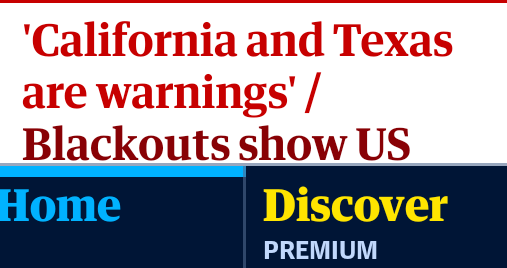 'California and Texas
are warnings' /
Blackouts show US
Home
Discover
PREMIUM